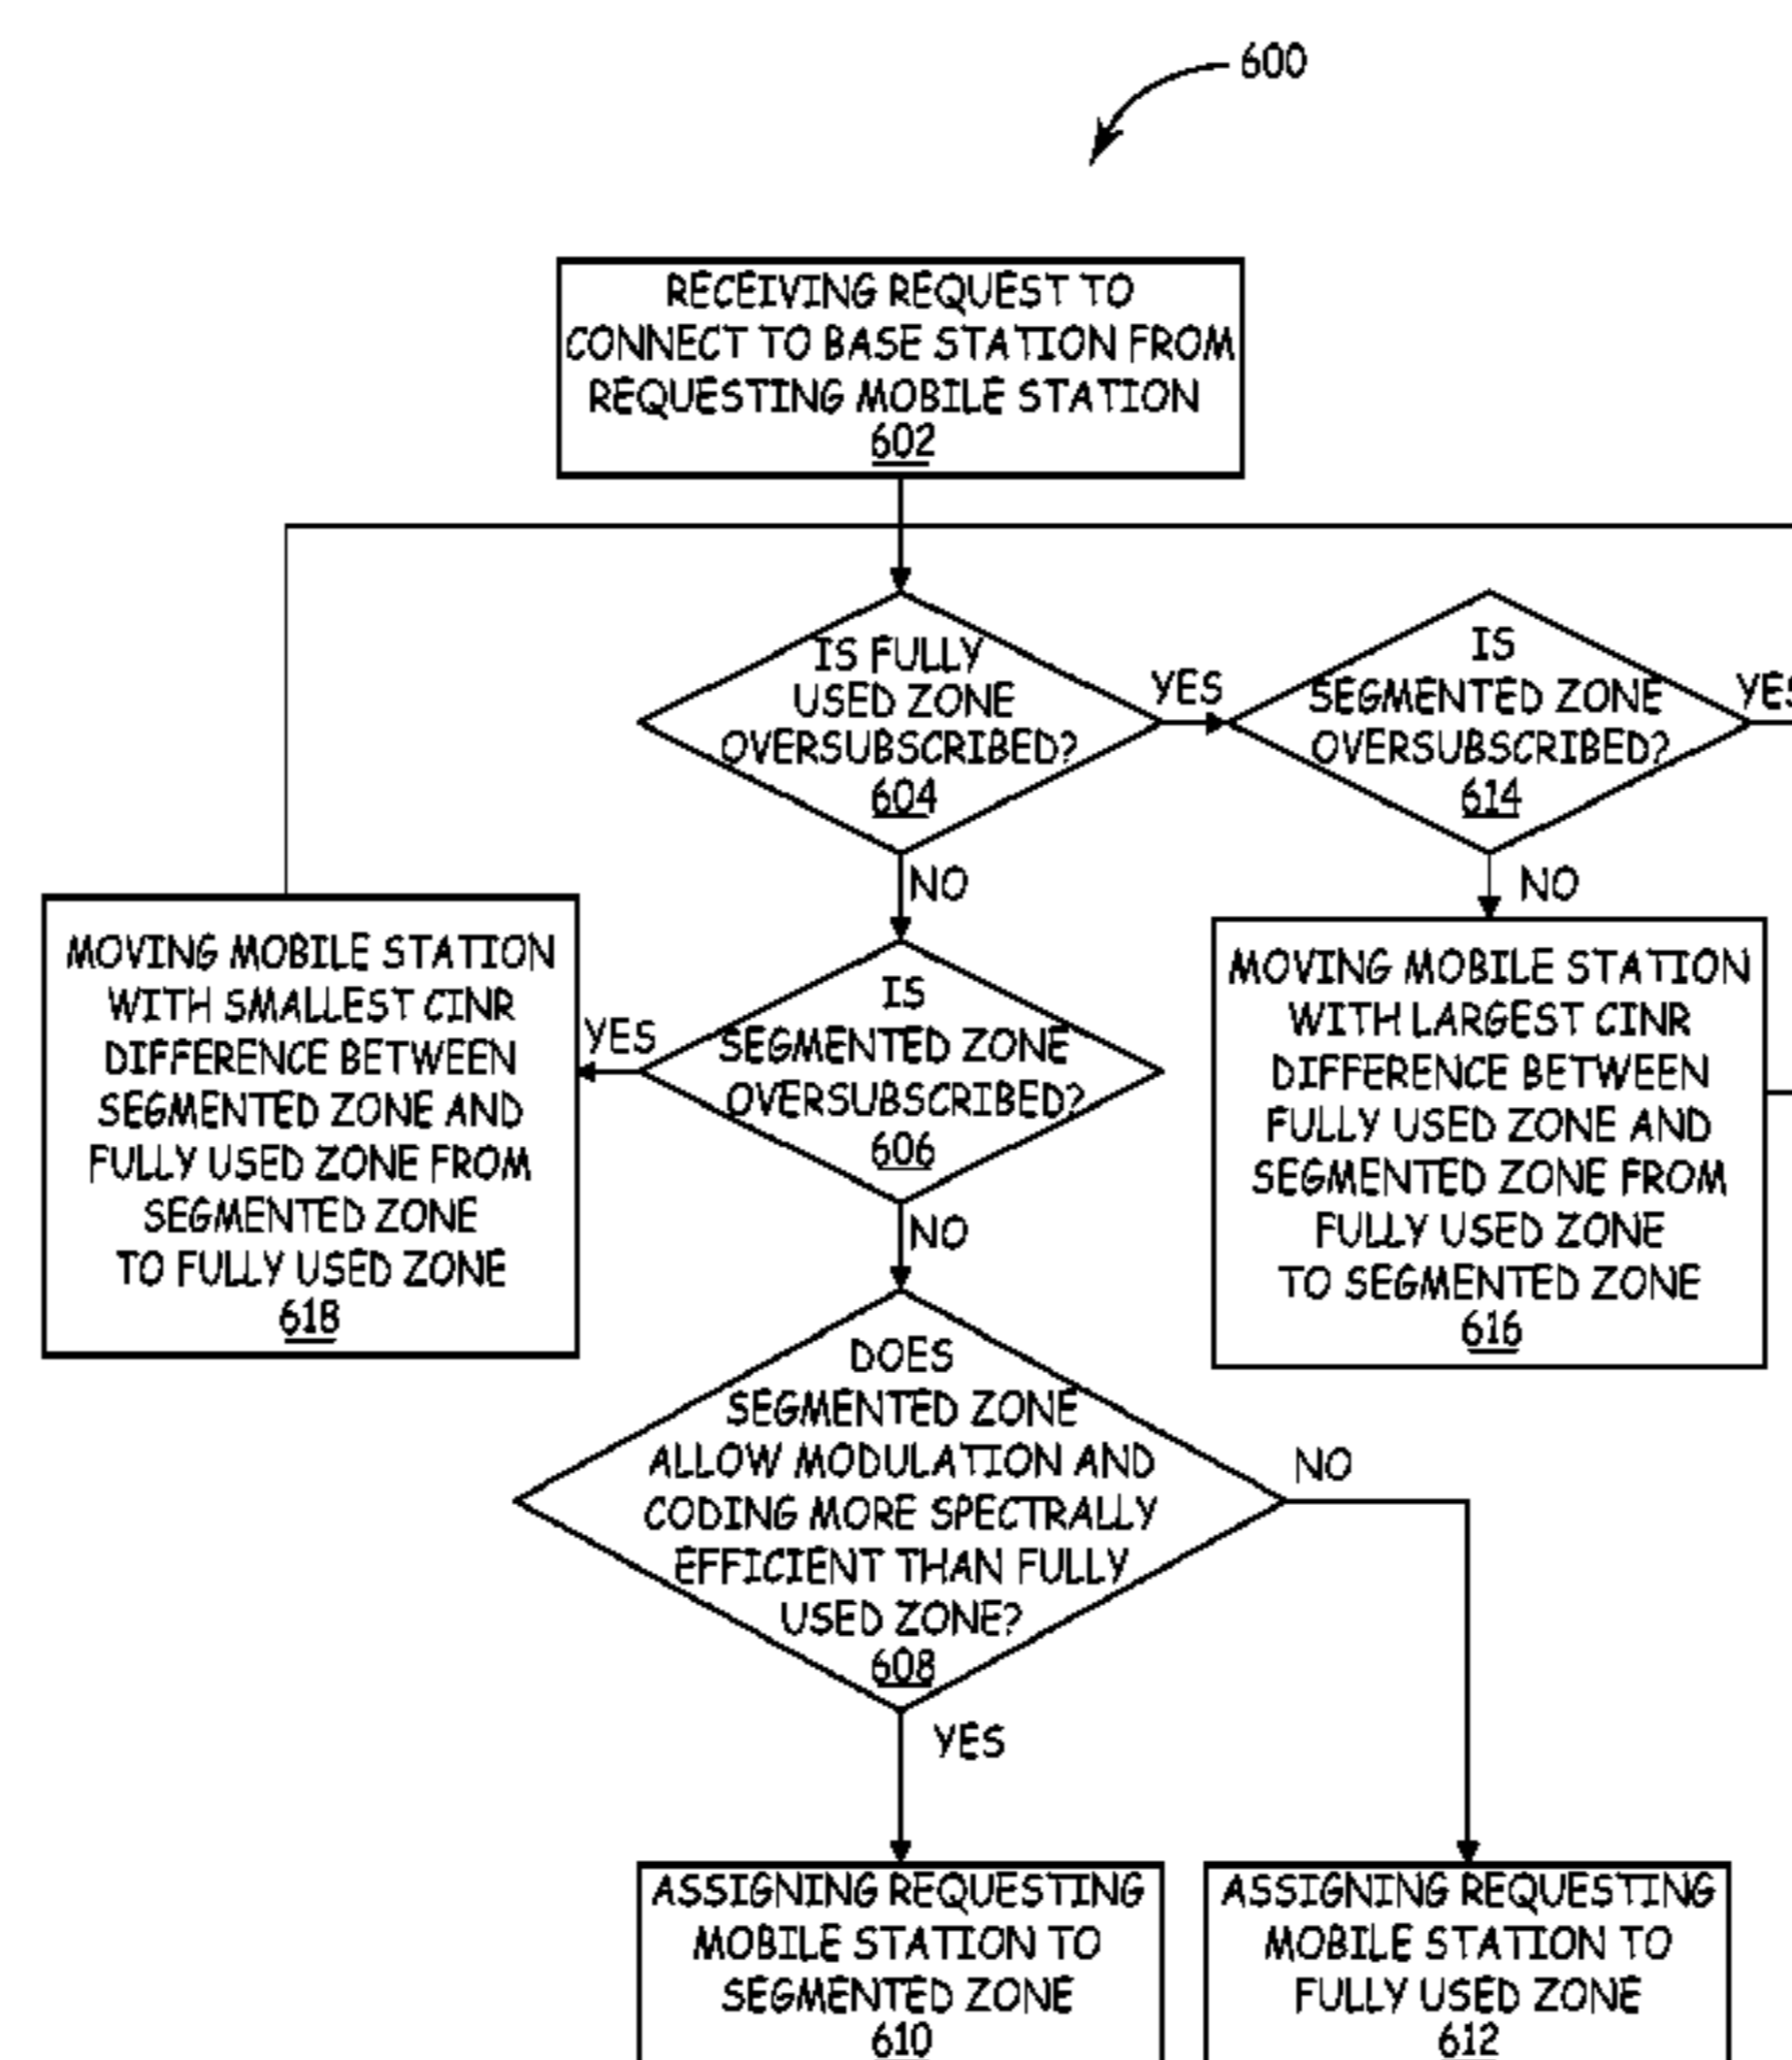 600
RECEIVING REQUEST TO
CONNECT TO BASE STATION FROM
REQUESTING MOBILE STATION
602
IS FULLY
USED ZONE
OVERSUBSCRIBED?
604
YES
NO
IS
SEGMENTED ZONE
OVERSUBSCRIBED?
614
YES
NO
MOVING MOBILE STATION
WITH SMALLEST CINR
DIFFERENCE BETWEEN
SEGMENTED ZONE AND
FULLY USED ZONE FROM
SEGMENTED ZONE
TO FULLY USED ZONE
618
YES
IS
SEGMENTED ZONE
OVERSUBSCRIBED?
606
NO
MOVING MOBILE STATION
WITH LARGEST CINR
DIFFERENCE BETWEEN
FULLY USED ZONE AND
SEGMENTED ZONE FROM
FULLY USED ZONE
TO SEGMENTED ZONE
616
DOES
SEGMENTED ZONE
ALLOW MODULATION AND
CODING MORE SPECTRALLY
EFFICIENT THAN FULLY
USED ZONE?
608
NO
YES
ASSIGNING REQUESTING
MOBILE STATION TO
SEGMENTED ZONE
610
ASSIGNING REQUESTING
MOBILE STATION TO
FULLY USED ZONE
612